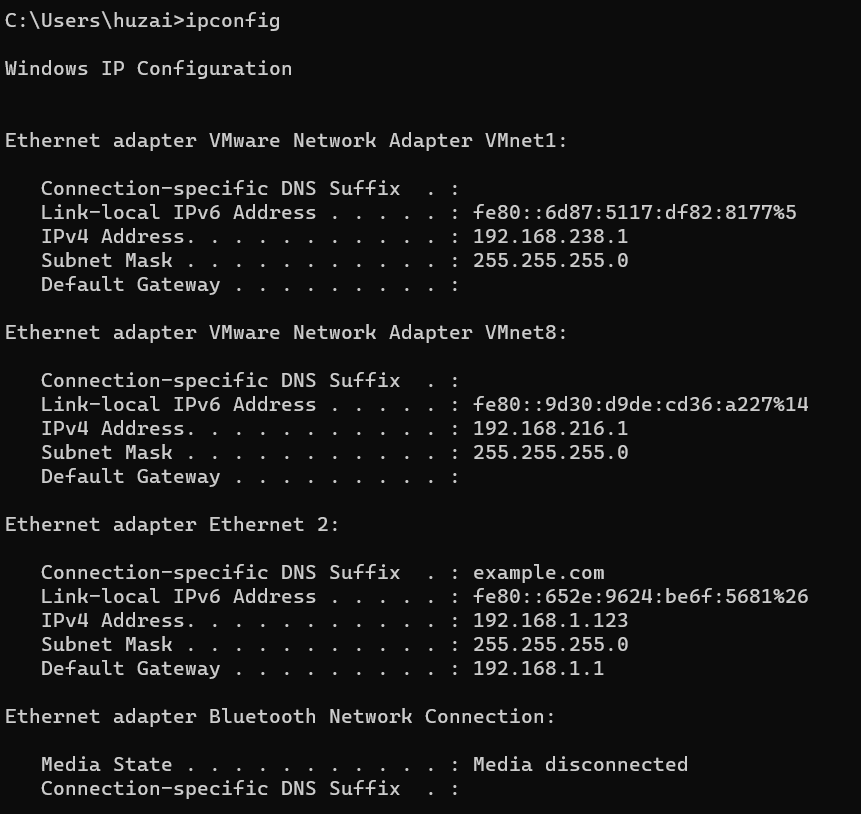 C:\Users\huzai>ipconfig
Windows IP Configuration
Ethernet adapter VMware Network Adapter VMnet1:
Connection-specific DNS Suffix  . :
Link-local IPv6 Address . . . . . : fe80::6d87:5117:df82:8177%5
IPv4 Address. . . . . . . . . . . : 192.168.238.1
Subnet Mask . . . . . . . . . . . : 255.255.255.0
Default Gateway . . . . . . . . . :
Ethernet adapter VMware Network Adapter VMnet8:
Connection-specific DNS Suffix  . :
Link-local IPv6 Address . . . . . : fe80::9d30:d9de:cd36:a227%14
IPv4 Address. . . . . . . . . . . : 192.168.216.1
Subnet Mask . . . . . . . . . . . : 255.255.255.0
Default Gateway . . . . . . . . . :
Ethernet adapter Ethernet 2:
Connection-specific DNS Suffix  . : example.com
Link-local IPv6 Address . . . . . : fe80::652e:9624:be6f:5681%26
IPv4 Address. . . . . . . . . . . : 192.168.1.123
Subnet Mask . . . . . . . . . . . : 255.255.255.0
Default Gateway . . . . . . . . . : 192.168.1.1
Ethernet adapter Bluetooth Network Connection:
Media State . . . . . . . . . . . : Media disconnected
Connection-specific DNS Suffix  . :